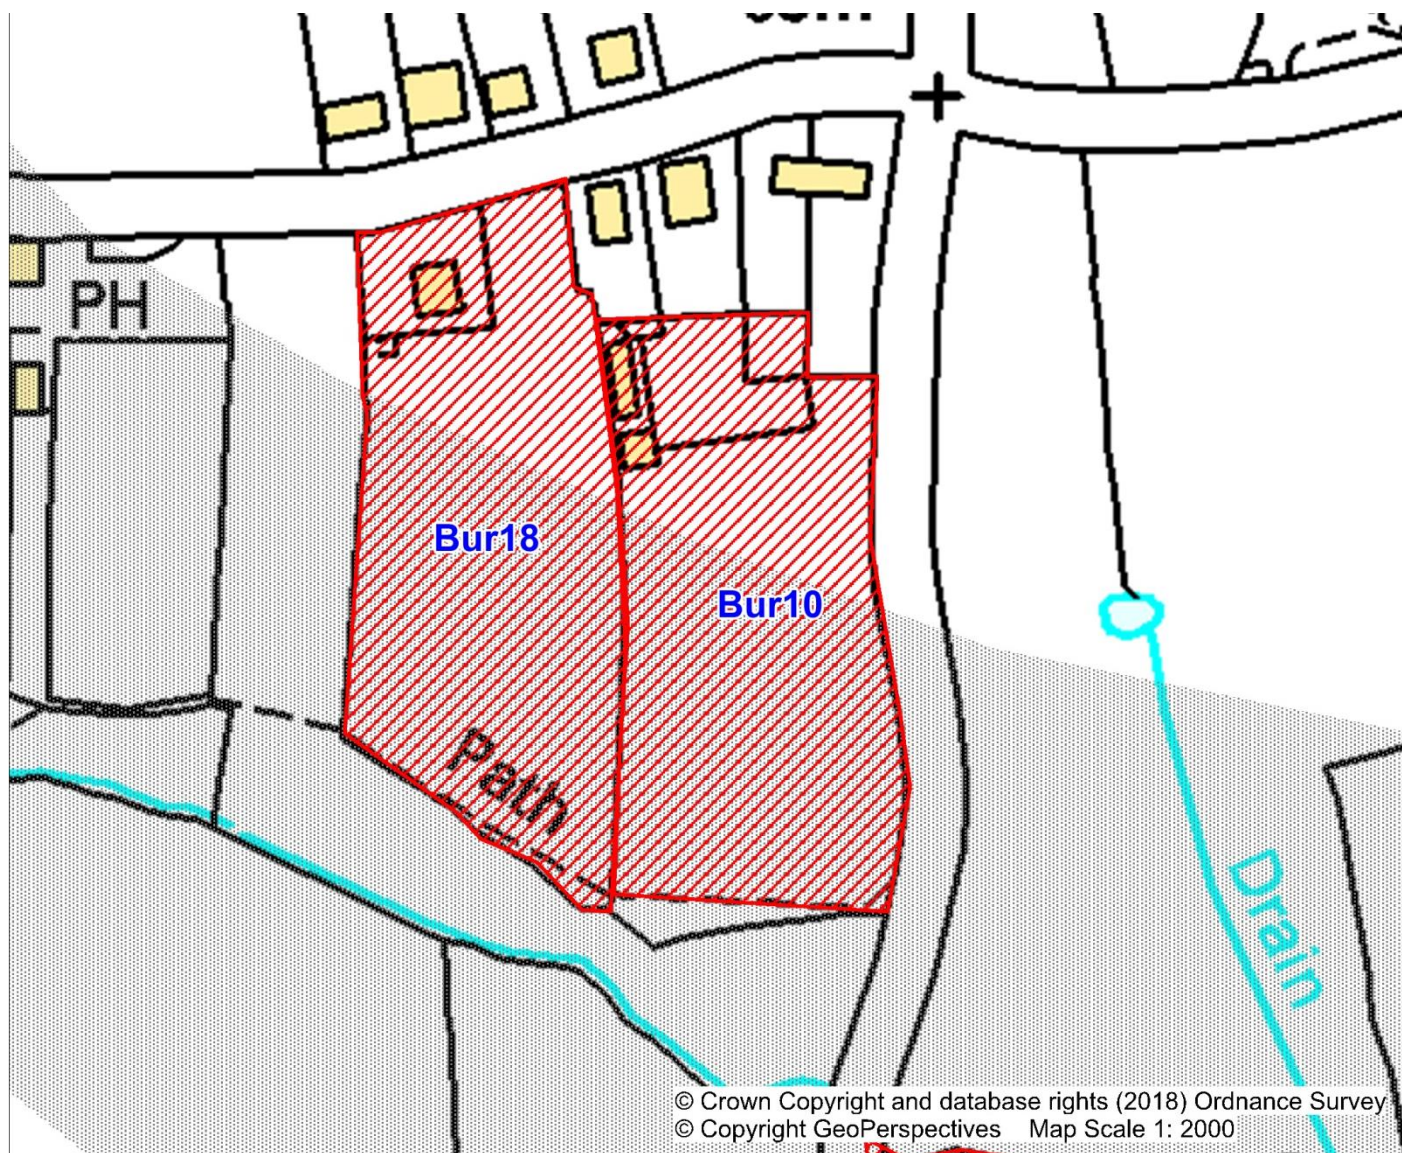 PH
Bur18
Bur10
Path
Drain
© Crown Copyright and database rights (2018) Ordnance Survey
© Copyright GeoPerspectives Map Scale 1: 2000